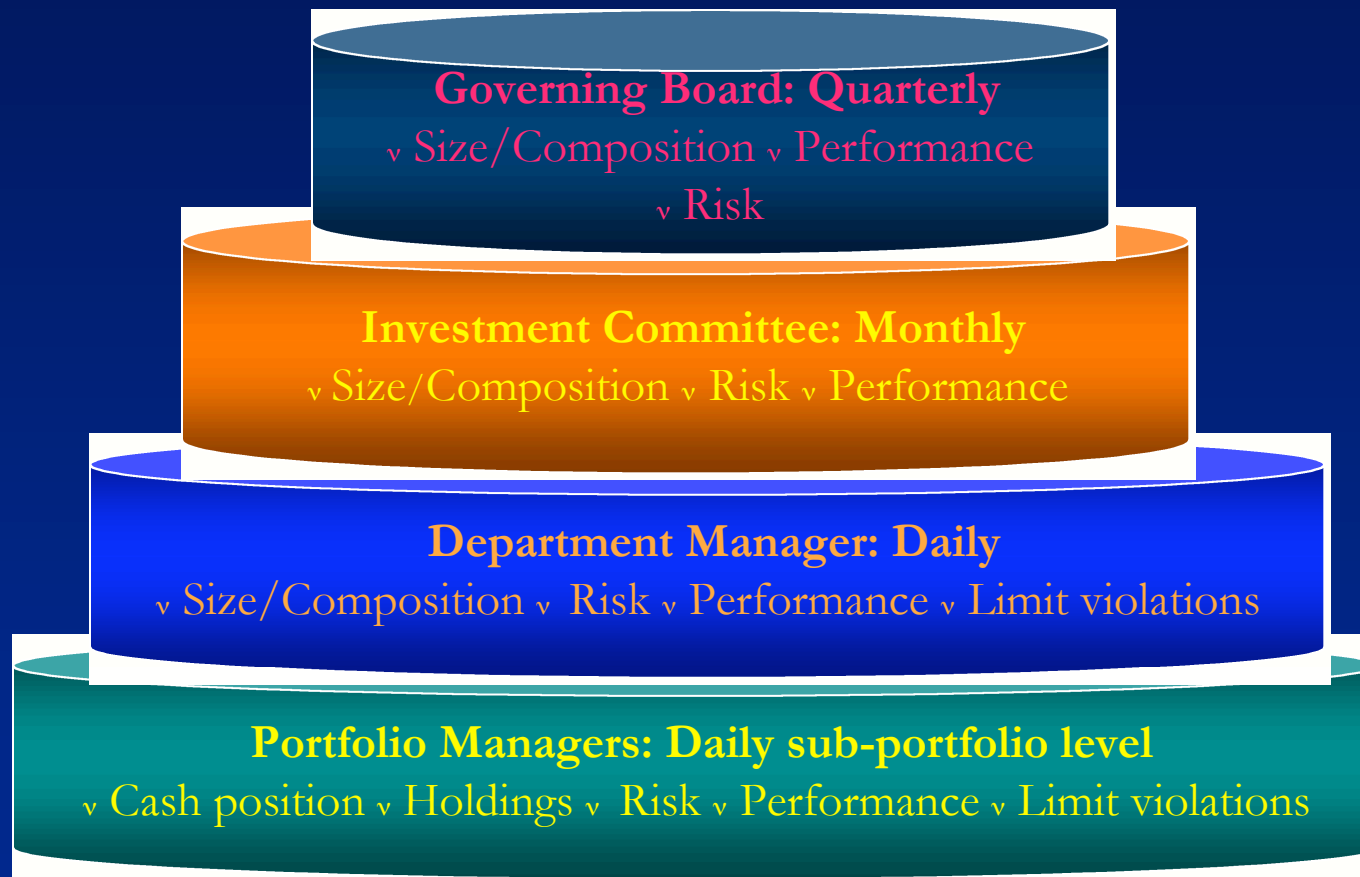 Governing Board: Quarterly
v Size/Composition v Performance
v Risk
Investment Committee: Monthly
v Size/Composition v Risk v Performance
Department Manager: Daily
v Size/Composition v Risk v Performance v Limit violations
Portfolio Managers: Daily sub-portfolio level
v Cash position v Holdings v Risk v Performance v Limit violations